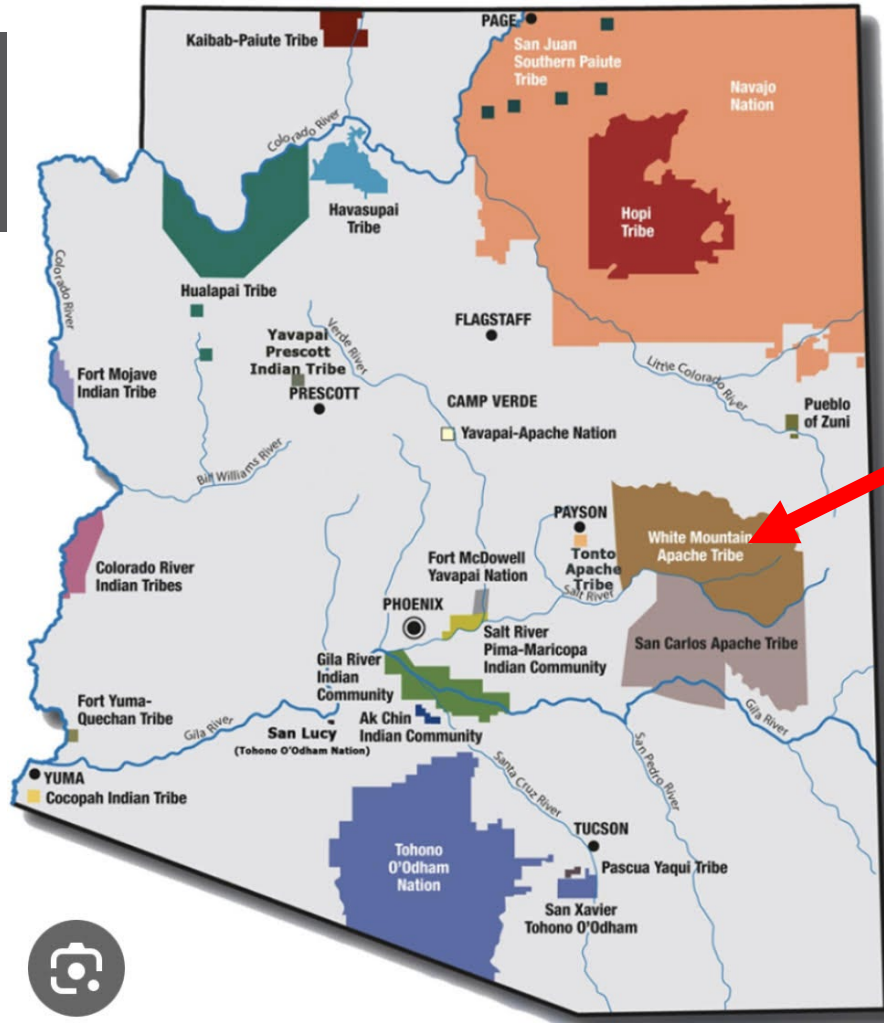 Kaibab-Paiute Tribe
PAGE
San Juan
Southern Paiute
Tribe
Navajo
Nation
Colorado River
Havasupai
Tribe
Hopi
Tribe
Colorado River
Hualapai Tribe
FLAGSTAFF
Verde River
Yavapai
Prescott
Indian Tribe
PRESCOTT
Fort Mojave
Indian Tribe
Little Colorado River
CAMP VERDE
Yavapai-Apache Nation
Pueblo
of Zuni
Bill Williams River
PAYSON
White Mountain
Apache Tribe
Tonto
Apache
Tribe
Salt River
Colorado River
Indian Tribes
Fort McDowell
Yavapai Nation
PHOENIX
Salt River
Pima-Maricopa
Indian Community
San Carlos Apache Tribe
Gila River
Indian
Community
Fort Yuma-
Quechan Tribe
Gila River
San Lucy
(Tohono O'Odham Nation)
Ak Chin
Indian Community
Gila River
San Pedro River
Santa Cruz River
YUMA
Cocopah Indian Tribe
TUCSON
Tohono
O'Odham
Nation
Pascua Yaqui Tribe
San Xavier
Tohono O'Odham